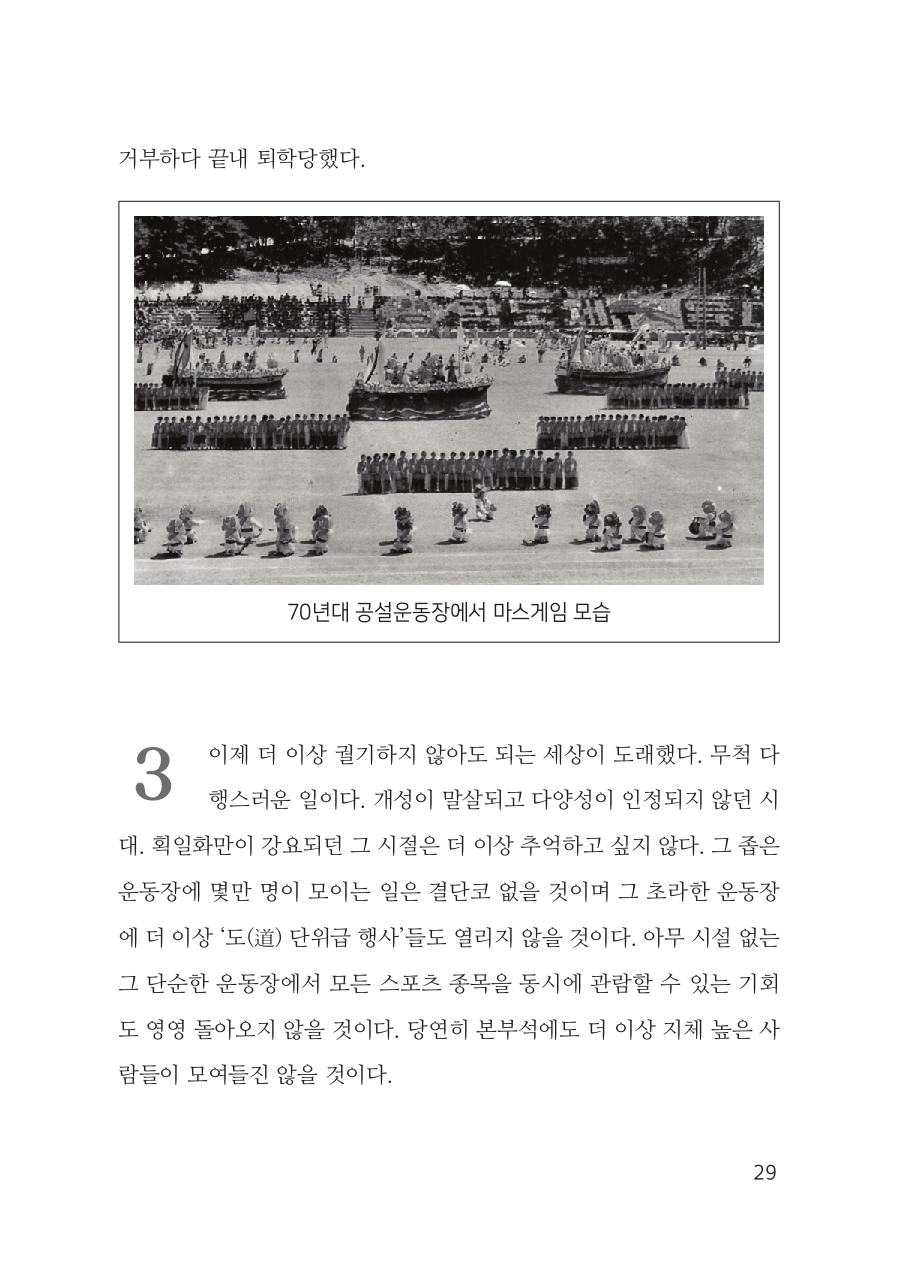 거부하다 끝내 퇴학당했다.
70년대 공설운동장에서 마스게임 모습
3
이제 더 이상 궐기하지 않아도 되는 세상이 도래했다. 무척 다
행스러운 일이다. 개성이 말살되고 다양성이 인정되지 않던 시
대. 획일화만이 강요되던 그 시절은 더 이상 추억하고 싶지 않다. 그 좁은
운동장에 몇만 명이 모이는 일은 결단코 없을 것이며 그 초라한 운동장
에 더 이상 ‘도(道) 단위급 행사’들도 열리지 않을 것이다. 아무 시설 없는
그 단순한 운동장에서 모든 스포츠 종목을 동시에 관람할 수 있는 기회
도 영영 돌아오지 않을 것이다. 당연히 본부석에도 더 이상 지체 높은 사
람들이 모여들진 않을 것이다.
29